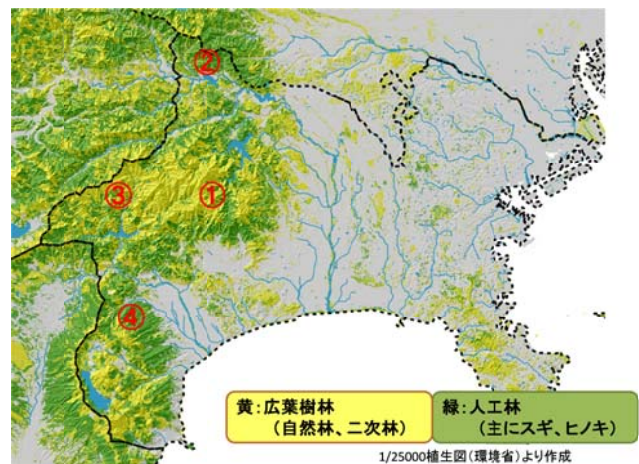 ②
③
①
④
黄:広葉樹林
(自然林、二次林)
緑:人工林
(主にスギ、ヒノキ)
1/25000植生図(環境省)より作成